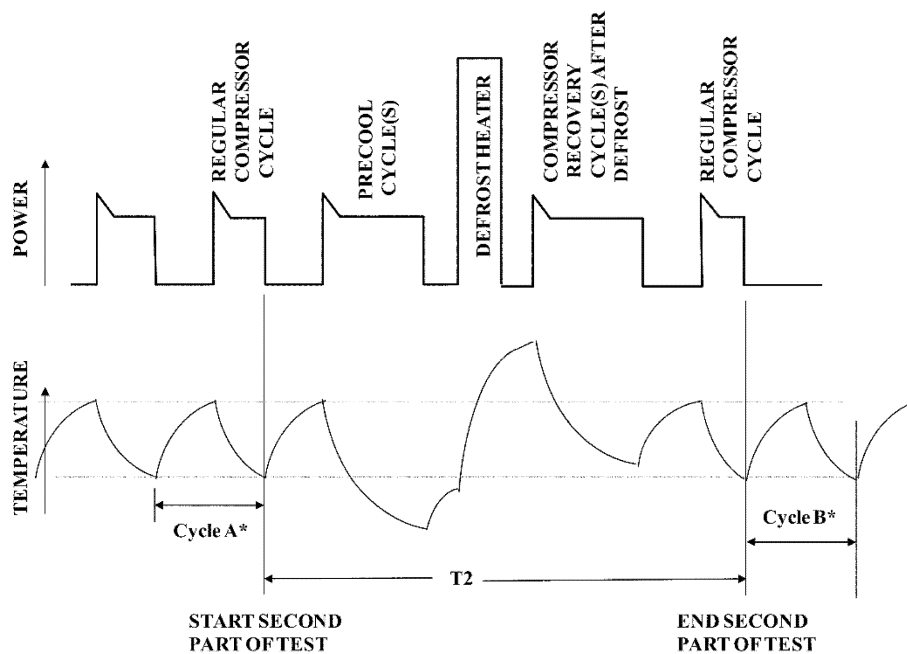 POWER
REGULAR
COMPRESSOR
CYCLE
PRECOOL
CYCLE(S)
DEFROST HEATER
COMPRESSOR
RECOVERY
CYCLE(S) AFTER
DEFROST
REGULAR
COMPRESSOR
CYCLE
TEMPERATURE
Cycle A*
Cycle B*
T2
START SECOND
PART OF TEST
END SECOND
PART OF TEST